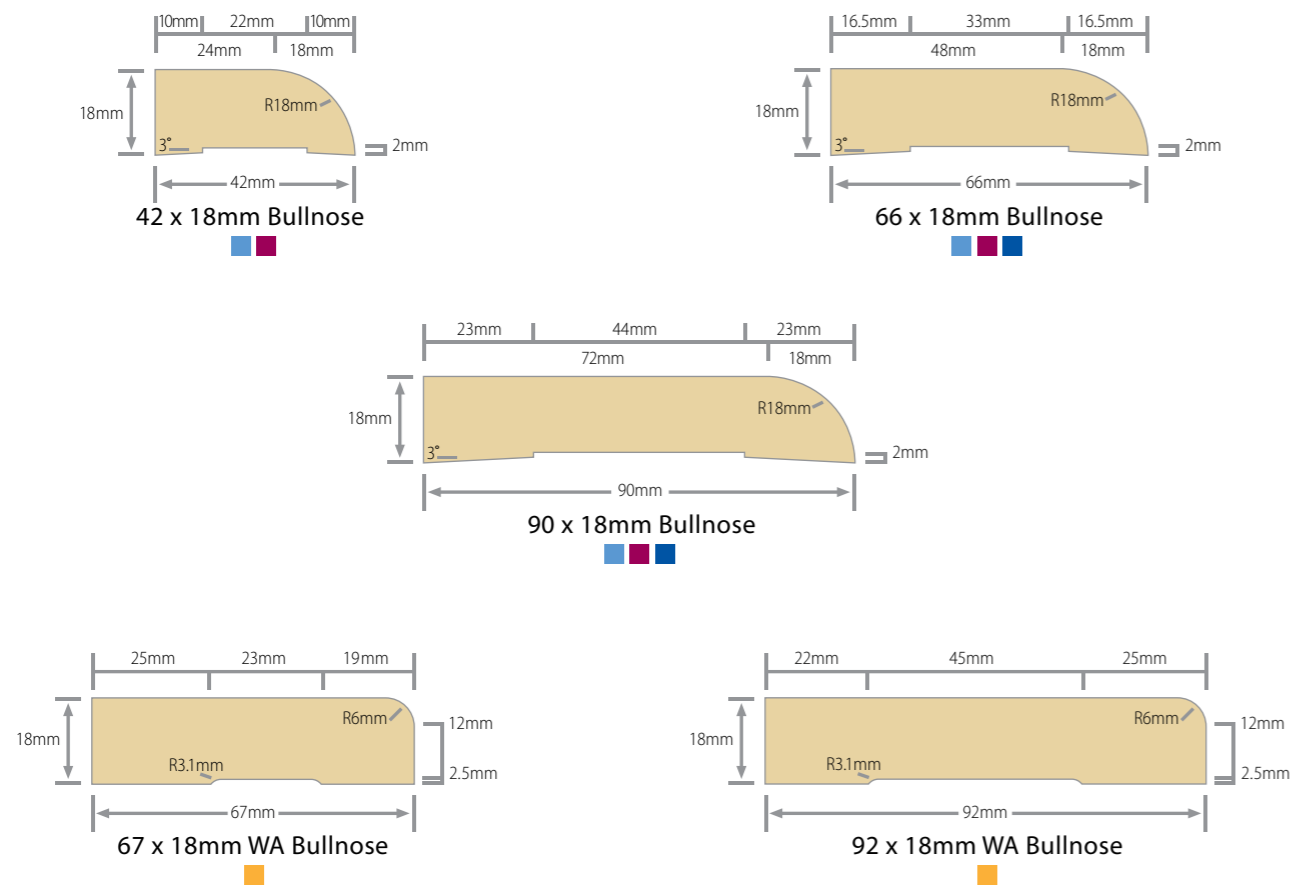 10mm 22mm 10mm
24mm 18mm
18mm
R18mm
3° 2mm
42mm
42 x 18mm Bullnose
16.5mm 33mm 16.5mm
48mm 18mm
18mm
R18mm
3° 2mm
66mm
66 x 18mm Bullnose
23mm 44mm 23mm
72mm 18mm
18mm
R18mm
3° 2mm
90mm
90 x 18mm Bullnose
25mm 23mm 19mm
R6mm 12mm
18mm
R3.1mm 2.5mm
67mm
67 x 18mm WA Bullnose
22mm 45mm 25mm
R6mm 12mm
18mm
R3.1mm 2.5mm
92mm
92 x 18mm WA Bullnose